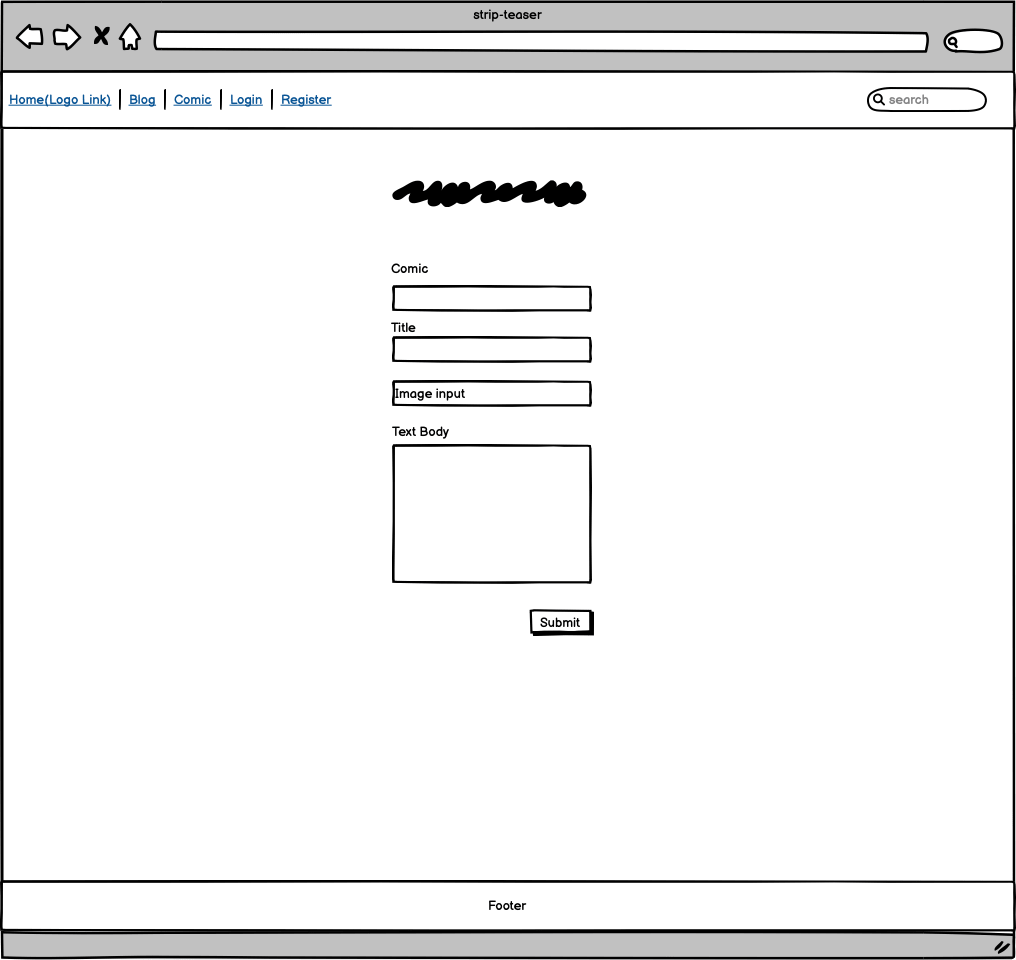 strip-teaser
Home(Logo Link) Blog Comic Login Register search
Comic
Title
Image input
Text Body
Submit
Footer